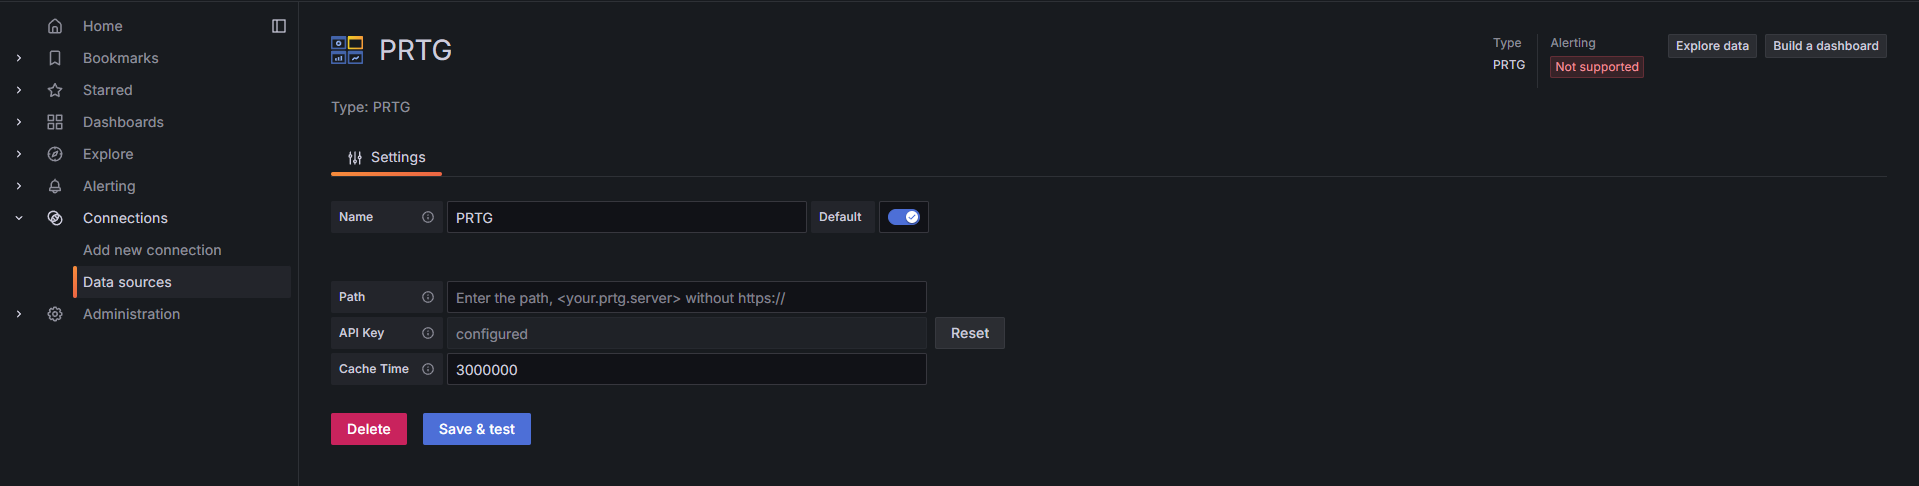 Home
Bookmarks
Starred
Dashboards
Explore
Alerting
Connections
Add new connection
Data sources
Administration
PRTG
Type: PRTG
Type
PRTG
Alerting
Not supported
Explore data
Build a dashboard
Settings
Name PRTG Default
Path Enter the path, <your.prtg.server> without https://
API Key configured Reset
Cache Time 3000000
Delete Save & test